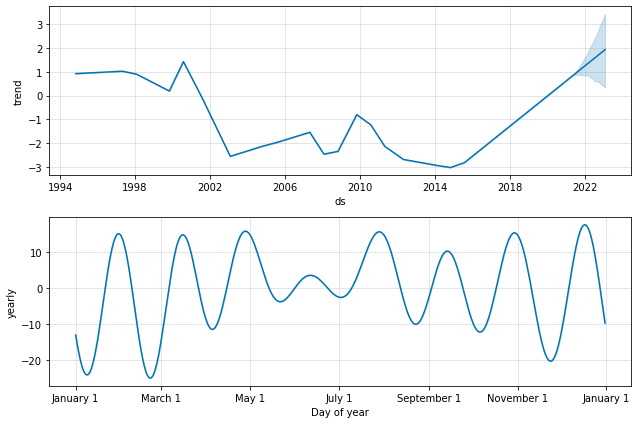 3
2
1
0
−1
−2
−3
trend
1994 1998 2002 2006 2010 2014 2018 2022
ds
10
0
−10
−20
yearly
January 1 March 1 May 1 July 1 September 1 November 1 January 1
Day of year